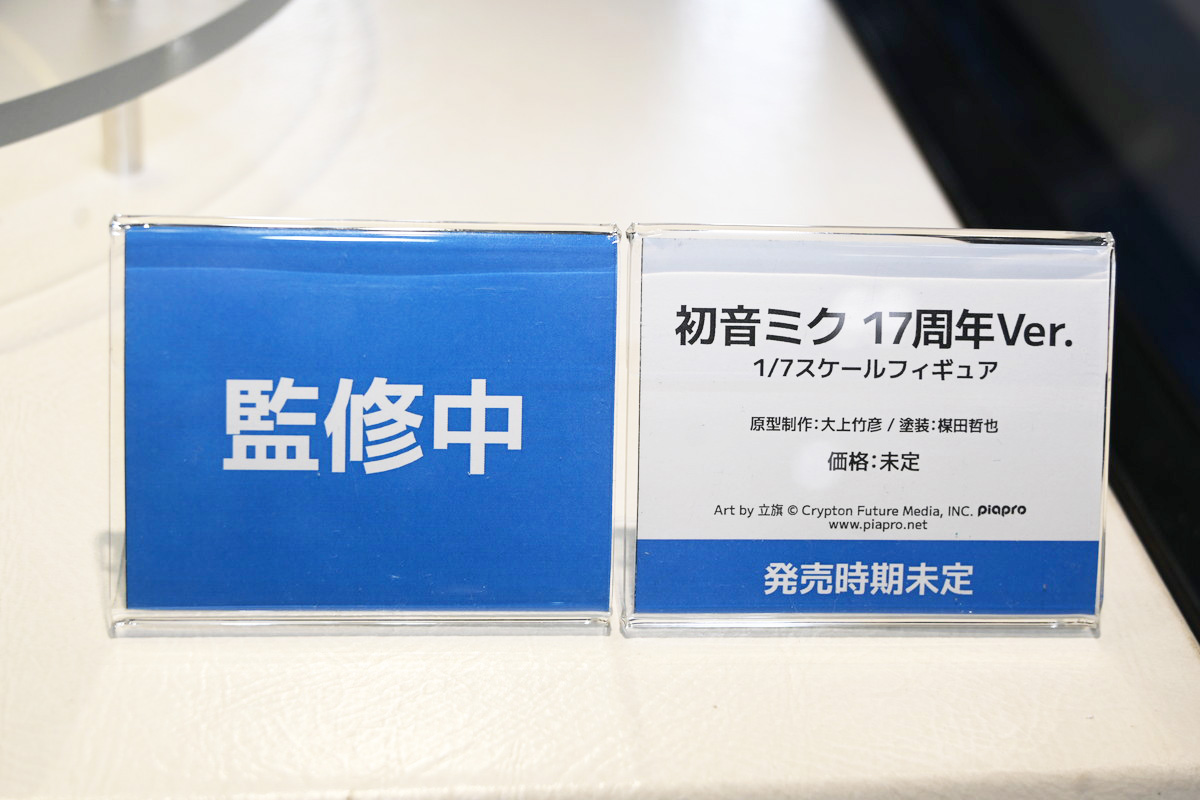 監修中
初音ミク 17周年Ver.
1/7スケールフィギュア
原型制作:大上竹彦 / 塗装:楳田哲也
価格:未定
Art by 立旗 © Crypton Future Media, INC. piapro
www.piapro.net
発売時期未定